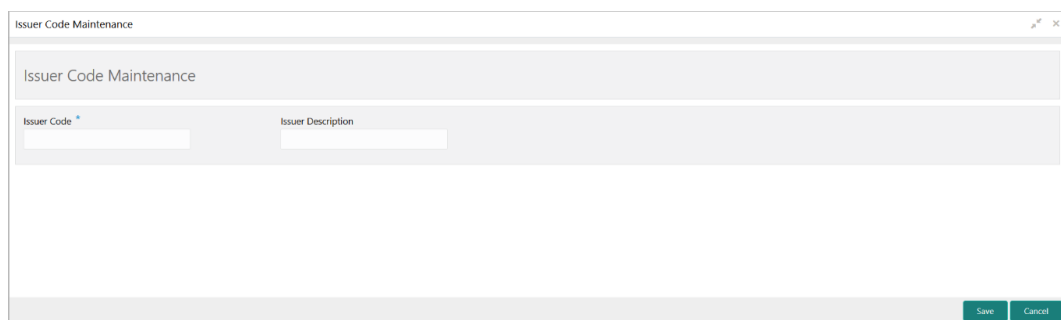 Issuer Code Maintenance
Issuer Code Maintenance
Issuer Code *
Issuer Description
Save
Cancel